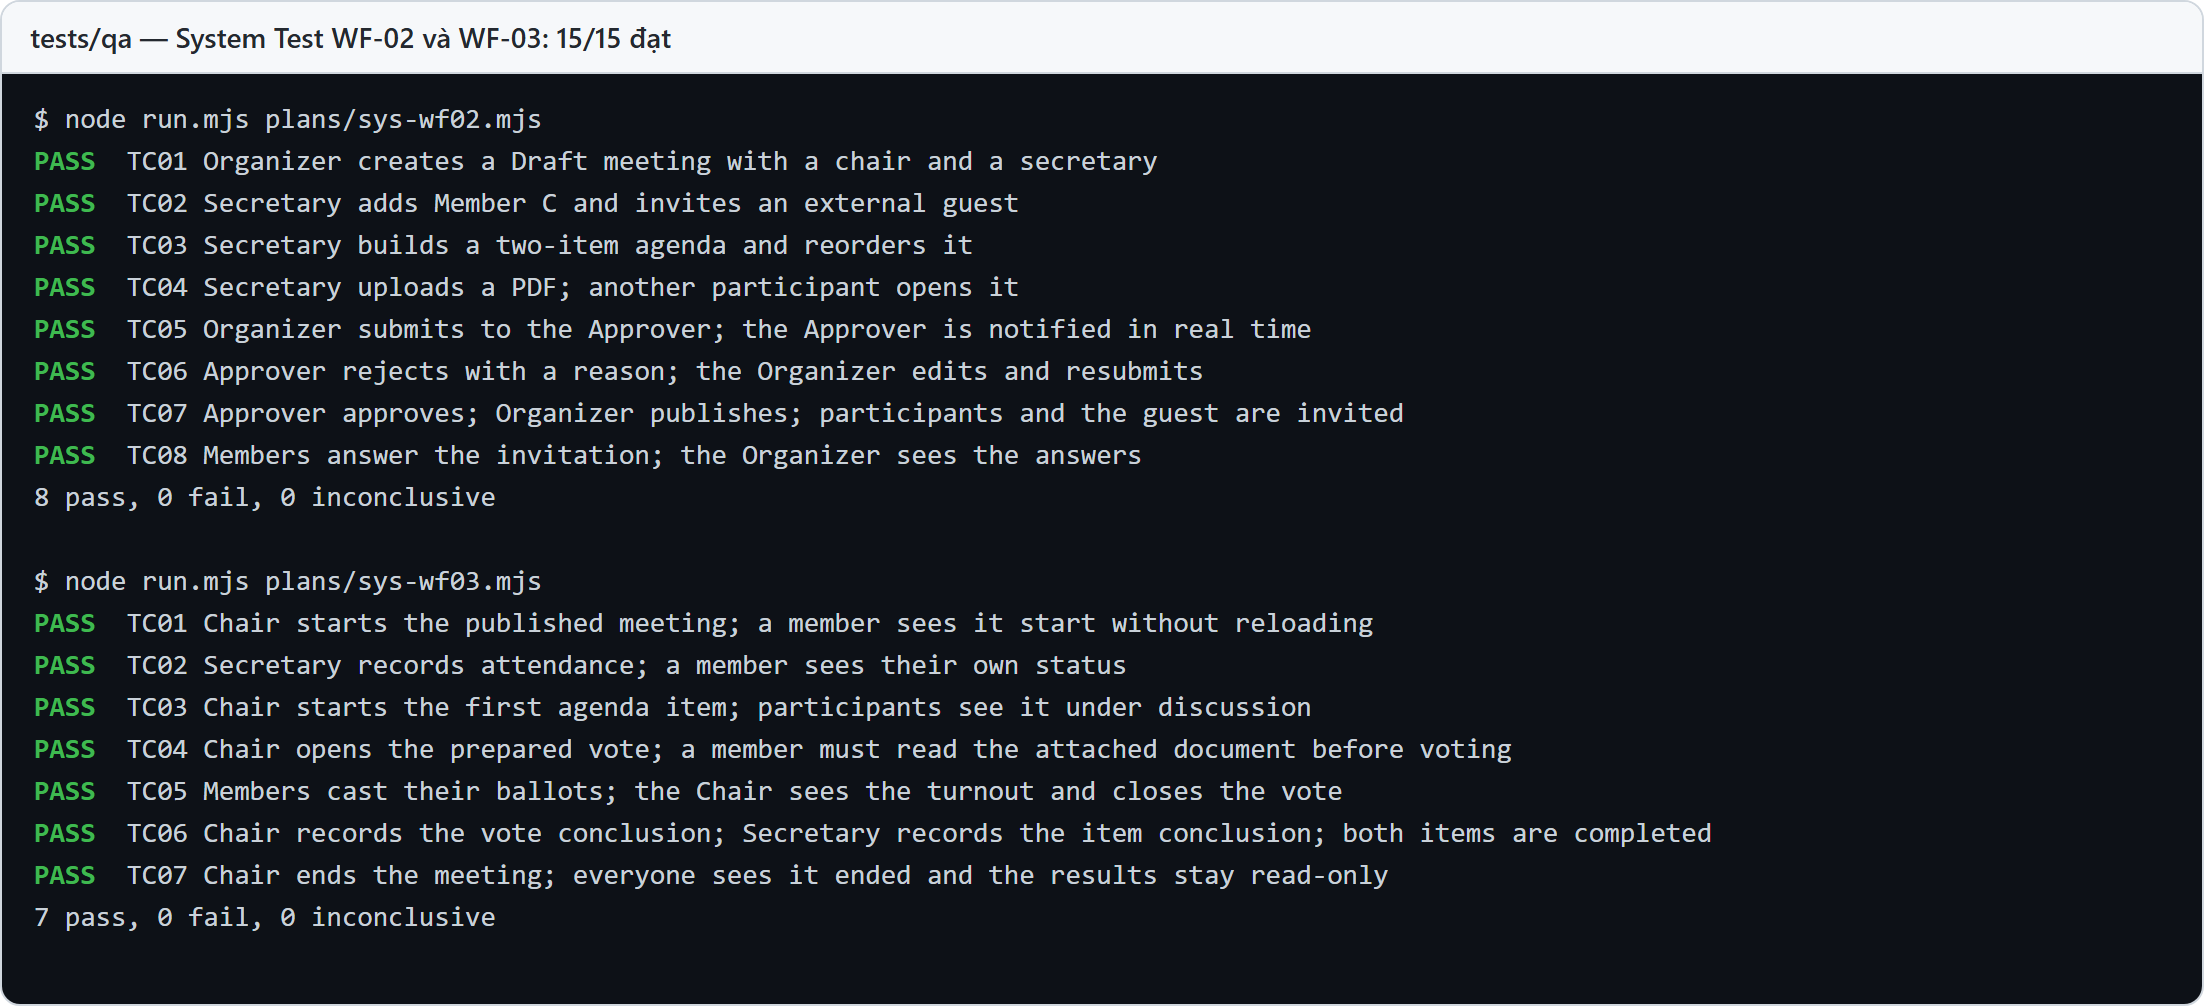 tests/qa — System Test WF-02 và WF-03: 15/15 đạt
$ node run.mjs plans/sys-wf02.mjs
PASS  TC01 Organizer creates a Draft meeting with a chair and a secretary
PASS  TC02 Secretary adds Member C and invites an external guest
PASS  TC03 Secretary builds a two-item agenda and reorders it
PASS  TC04 Secretary uploads a PDF; another participant opens it
PASS  TC05 Organizer submits to the Approver; the Approver is notified in real time
PASS  TC06 Approver rejects with a reason; the Organizer edits and resubmits
PASS  TC07 Approver approves; Organizer publishes; participants and the guest are invited
PASS  TC08 Members answer the invitation; the Organizer sees the answers
8 pass, 0 fail, 0 inconclusive
$ node run.mjs plans/sys-wf03.mjs
PASS  TC01 Chair starts the published meeting; a member sees it start without reloading
PASS  TC02 Secretary records attendance; a member sees their own status
PASS  TC03 Chair starts the first agenda item; participants see it under discussion
PASS  TC04 Chair opens the prepared vote; a member must read the attached document before voting
PASS  TC05 Members cast their ballots; the Chair sees the turnout and closes the vote
PASS  TC06 Chair records the vote conclusion; Secretary records the item conclusion; both items are completed
PASS  TC07 Chair ends the meeting; everyone sees it ended and the results stay read-only
7 pass, 0 fail, 0 inconclusive